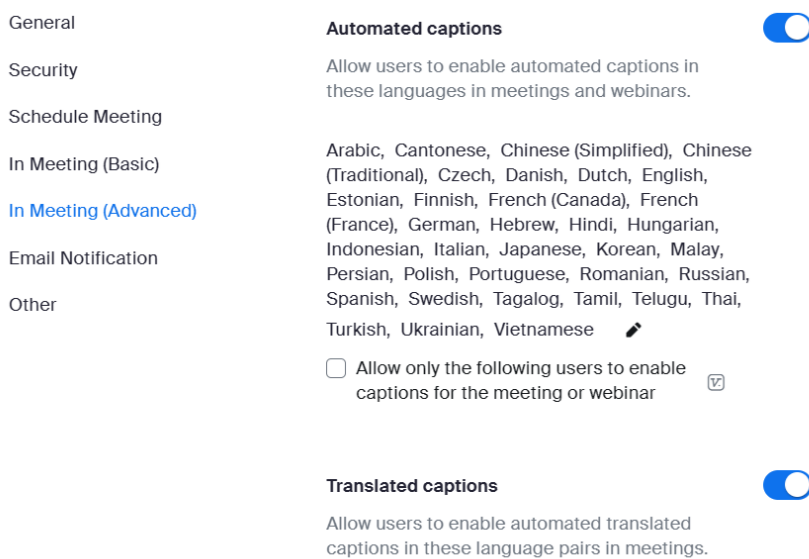 General
Security
Schedule Meeting
In Meeting (Basic)
In Meeting (Advanced)
Email Notification
Other
Automated captions
Allow users to enable automated captions in
these languages in meetings and webinars.
Arabic, Cantonese, Chinese (Simplified), Chinese
(Traditional), Czech, Danish, Dutch, English,
Estonian, Finnish, French (Canada), French
(France), German, Hebrew, Hindi, Hungarian,
Indonesian, Italian, Japanese, Korean, Malay,
Persian, Polish, Portuguese, Romanian, Russian,
Spanish, Swedish, Tagalog, Tamil, Telugu, Thai,
Turkish, Ukrainian, Vietnamese
Allow only the following users to enable
captions for the meeting or webinar
Translated captions
Allow users to enable automated translated
captions in these language pairs in meetings.